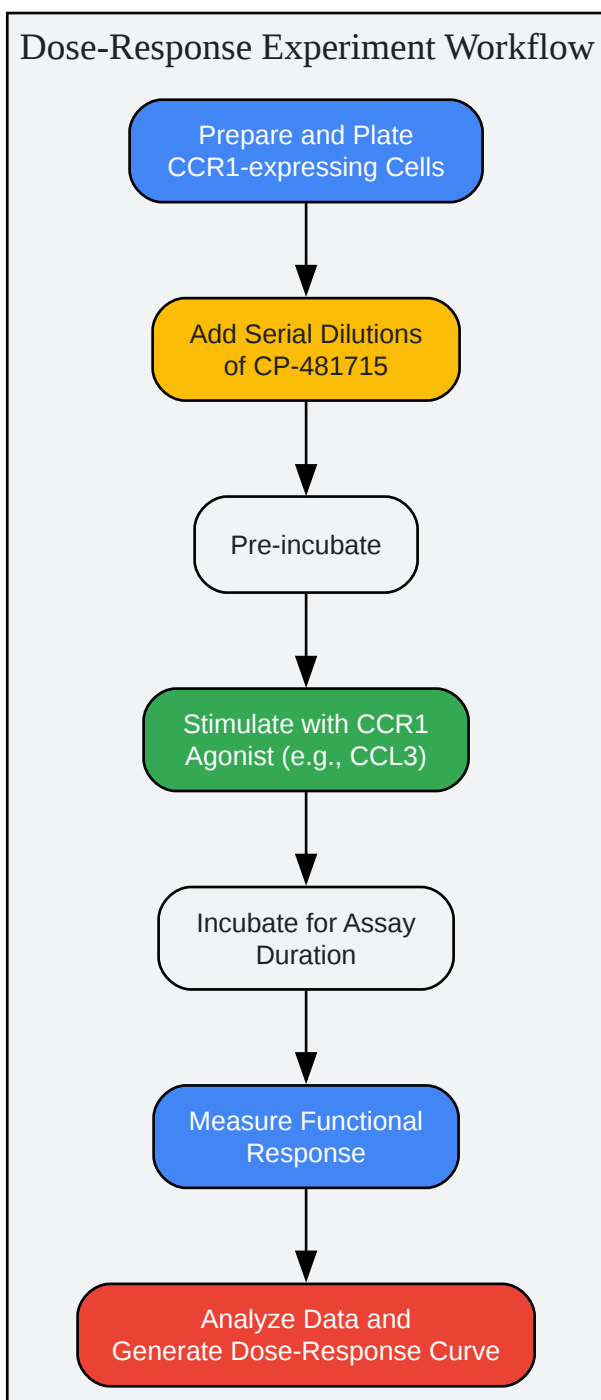 Dose-Response Experiment Workflow
Prepare and Plate
CCR1-expressing Cells
Add Serial Dilutions
of CP-481715
Pre-incubate
Stimulate with CCR1
Agonist (e.g., CCL3)
Incubate for Assay
Duration
Measure Functional
Response
Analyze Data and
Generate Dose-Response Curve